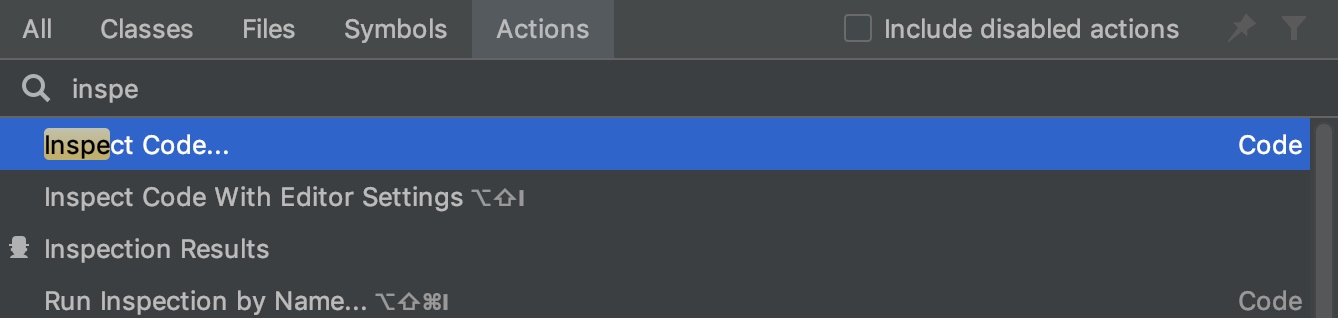 All Classes Files Symbols Actions Include disabled actions
inspe
Inspect Code... Code
Inspect Code With Editor Settings ⌥⇧I
Inspection Results
Run Inspection by Name... ⌥⇧⌘I Code